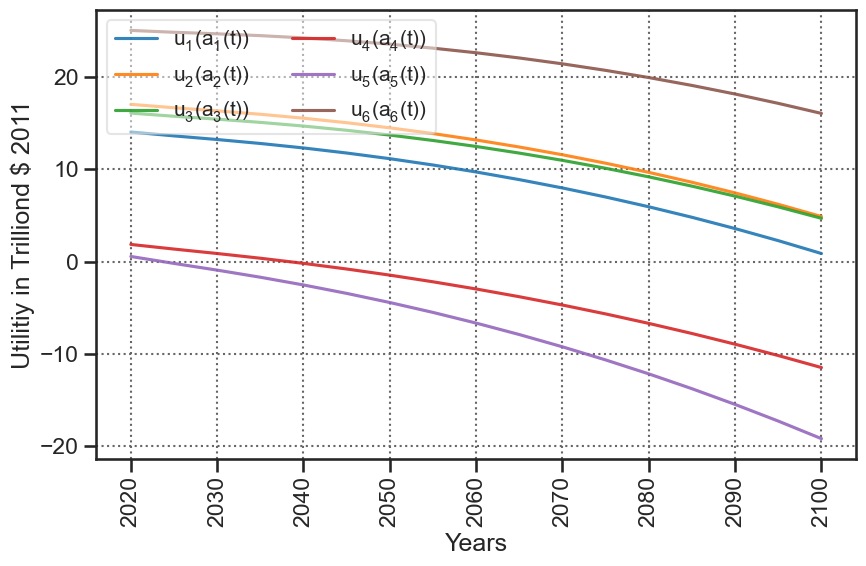 u1(a1(t))
u2(a2(t))
u3(a3(t))
u4(a4(t))
u5(a5(t))
u6(a6(t))
Utilitiy in Trilliond $ 2011
20
10
0
−10
−20
2020
2030
2040
2050
2060
2070
2080
2090
2100
Years